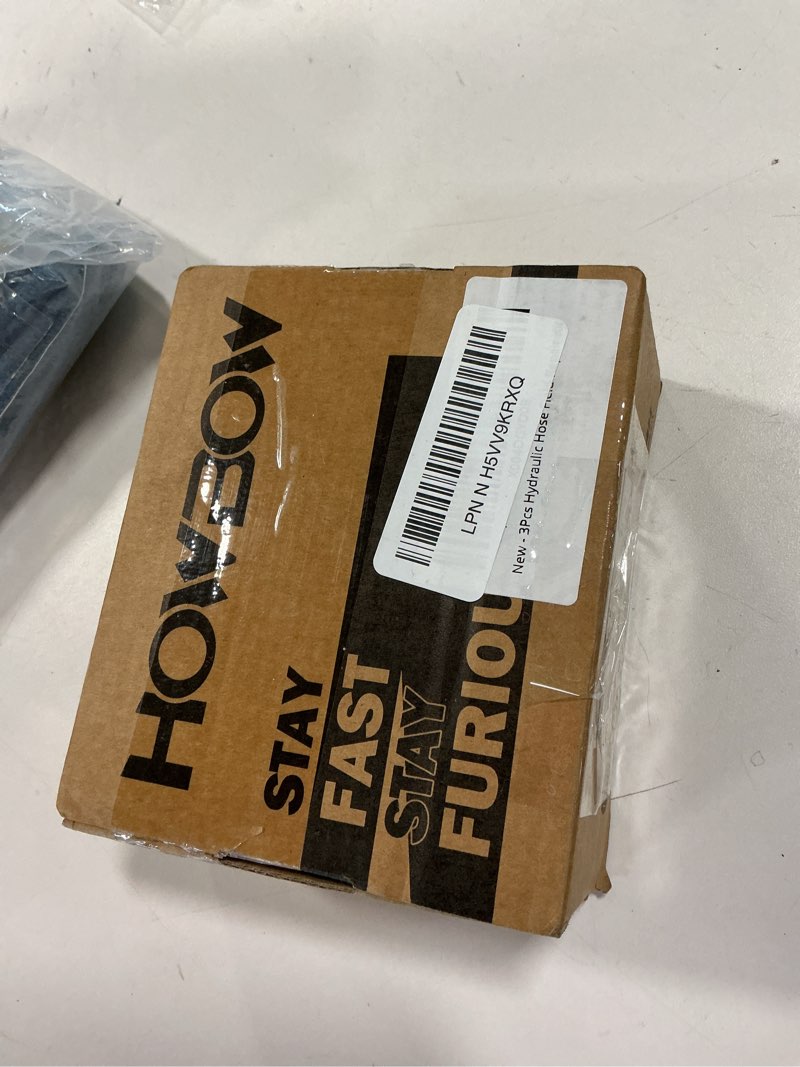 HOWBOW
STAY
FAST
STAY
FURIOU
LPN N H5VV9KRXQ
New - 3Pcs Hydraulic Hose